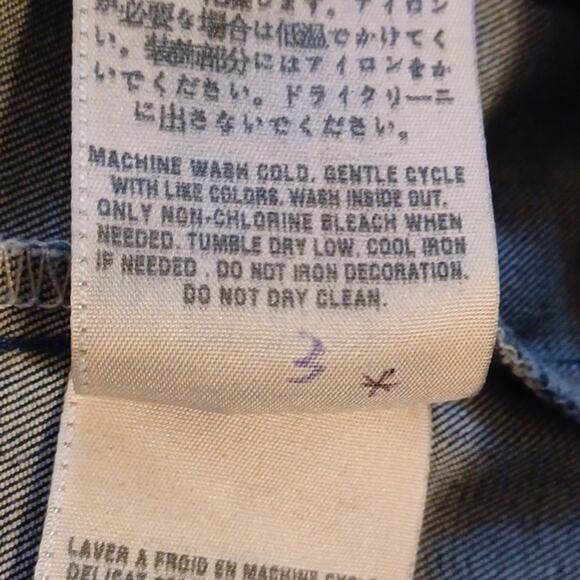 が必要な場合は低温でかけてく
い。装飾部分にはアイロンをか
いでください。ドライクリーニ
に出さないでください。
MACHINE WASH COLD, GENTLE CYCLE
WITH LIKE COLORS, WASH INSIDE OUT.
ONLY NON-CHLORINE BLEACH WHEN
NEEDED. TUMBLE DRY LOW, COOL IRON
IF NEEDED . DO NOT IRON DECORATION.
DO NOT DRY CLEAN.
3 *
LAVER A FROID EN MACHINE